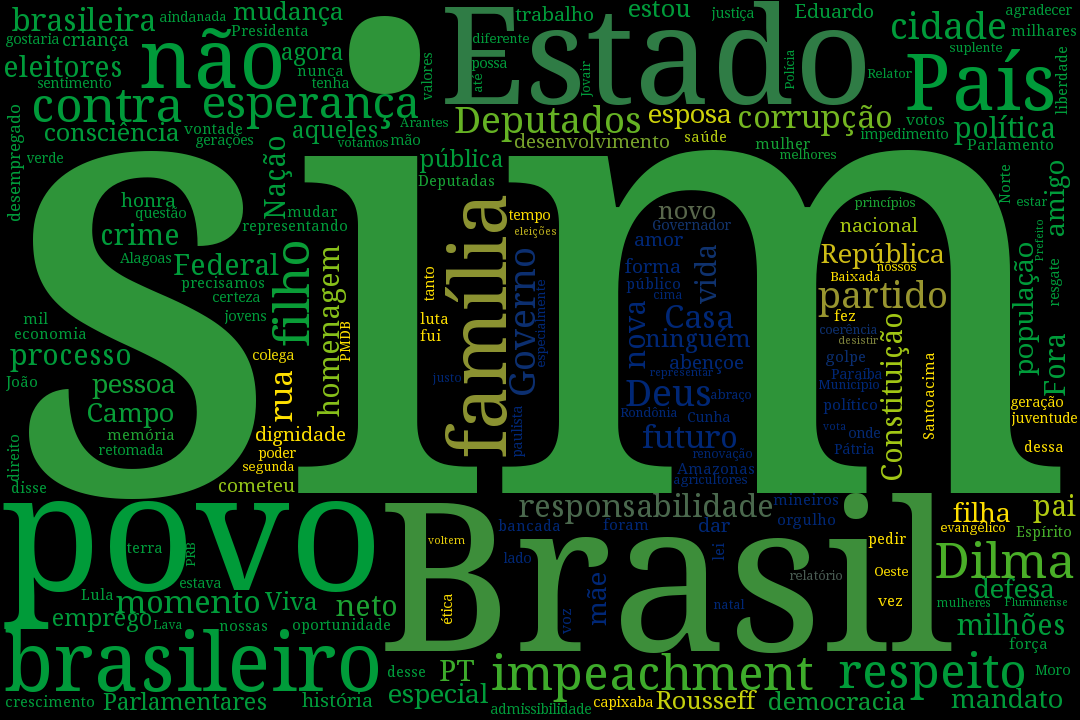 brasileira
aindanada
mudança
trabalho
estou
justiça
Eduardo
cidade
agradecer
milhares
gostaria
criança
Presidenta
não
agora
Estado
diferente
possa
até
Jovair
Polícia
Relator
suplente
País
liberdade
eleitores
sentimento
nunca
tenha
valores
contra
esperança
Deputados
esposa
corrupção
votos
política
consciência
vontade
gerações
aqueles
Arantes
votamos
mão
desenvolvimento
saúde
mulher
melhores
impedimento
Parlamento
desempregado
verde
Nação
pública
Deputadas
sim
Norte
estar
amigo
honra
questão
mudar
representando
crime
Alagoas
Federal
precisamos
certeza
jovens
filho
homenagem
PMDB
tanto
família
tempo
eleições
Governo
especialmente
novo
Governador
amor
forma
público
cima
vida
nova
Casa
ninguém
abençoe
representar
Deus
abraço
Rondônia
Cunha
futuro
renovação
Amazonas
agricultores
princípios
nacional
República
Baixada
nossos
partido
fez
coerência
desistir
golpe
Paraíba
Município
político
vota
onde
Pátria
Constituição
Santoacima
população
Prefeito
resgate
Fora
mil
economia
processo
João
pessoa
Campo
memória
retomada
direito
disse
colega
rua
dignidade
poder
segunda
cometeu
luta
fui
justo
paulista
geração
juventude
dessa
povo
responsabilidade
mineiros
bancada
foram
dar
orgulho
lei
filha
evangélico
pai
Espírito
Brasil
voltem
lado
mãe
voz
natal
relatório
pedir
Oeste
vez
ética
Dilma
defesa
mulheres
Fluminense
terra
PRB
estava
Lula
momento
Viva
neto
emprego
Lava
nossas
oportunidade
milhões
força
brasileiro
desse
PT
impeachment
respeito
Moro
crescimento
Parlamentares
história
especial
admissibilidade
capixaba
Rousseff
democracia
mandato